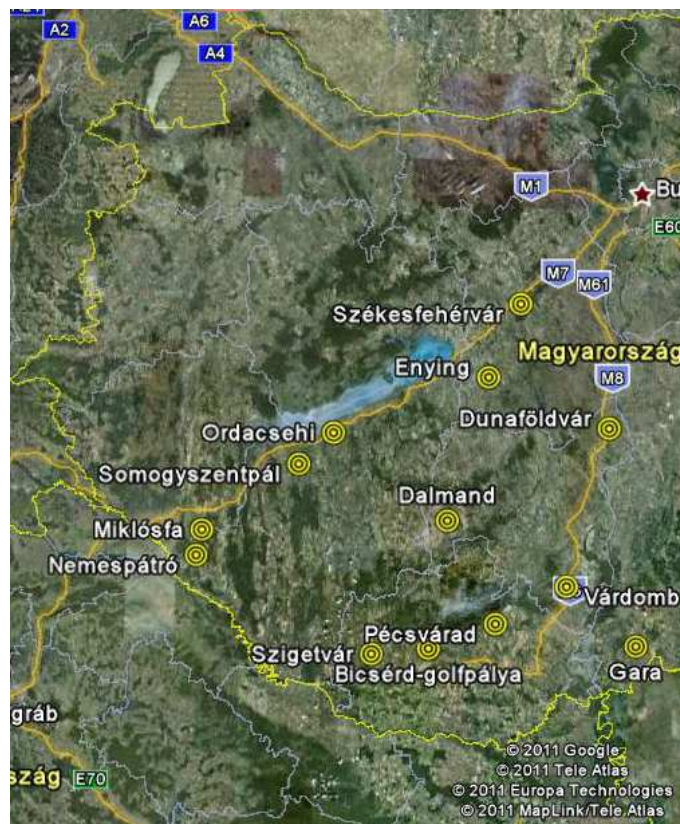 A2
A6
A4
M1
Bu
E60
M7
M61
Székesfehérvár
Magyarország
Enying
M8
Dunaföldvár
Ordacsehi
Somogyszentpál
Dalmand
Miklósfa
Nemespátró
Várdomb
Pécsvárad
Szigetvár
Bicsérd-golfpálya
Gara
gráb
szág
E70
© 2011 Google
© 2011 Tele Atlas
© 2011 Europa Technologies
© 2011 MapLink/Tele Atlas